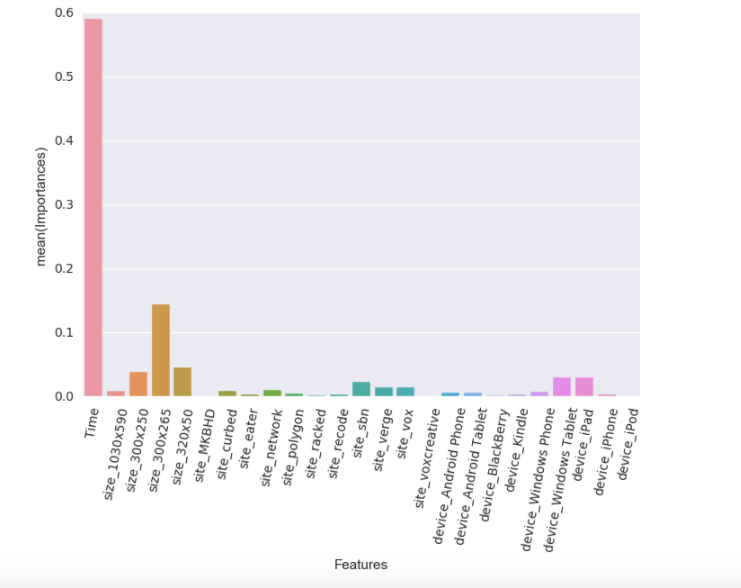 0.6
0.5
0.4
0.3
0.2
0.1
0.0
mean(Importances)
Time
size_1030x590
size_300x250
size_300x265
size_320x50
site_MKBHD
site_curbed
site_eater
site_network
site_polygon
site_racked
site_recode
site_sbn
site_verge
site_vox
site_voxcreative
device_Android Phone
device_Android Tablet
device_BlackBerry
device_Kindle
device_Windows Phone
device_Windows Tablet
device_iPad
device_iPhone
device_iPod
Features